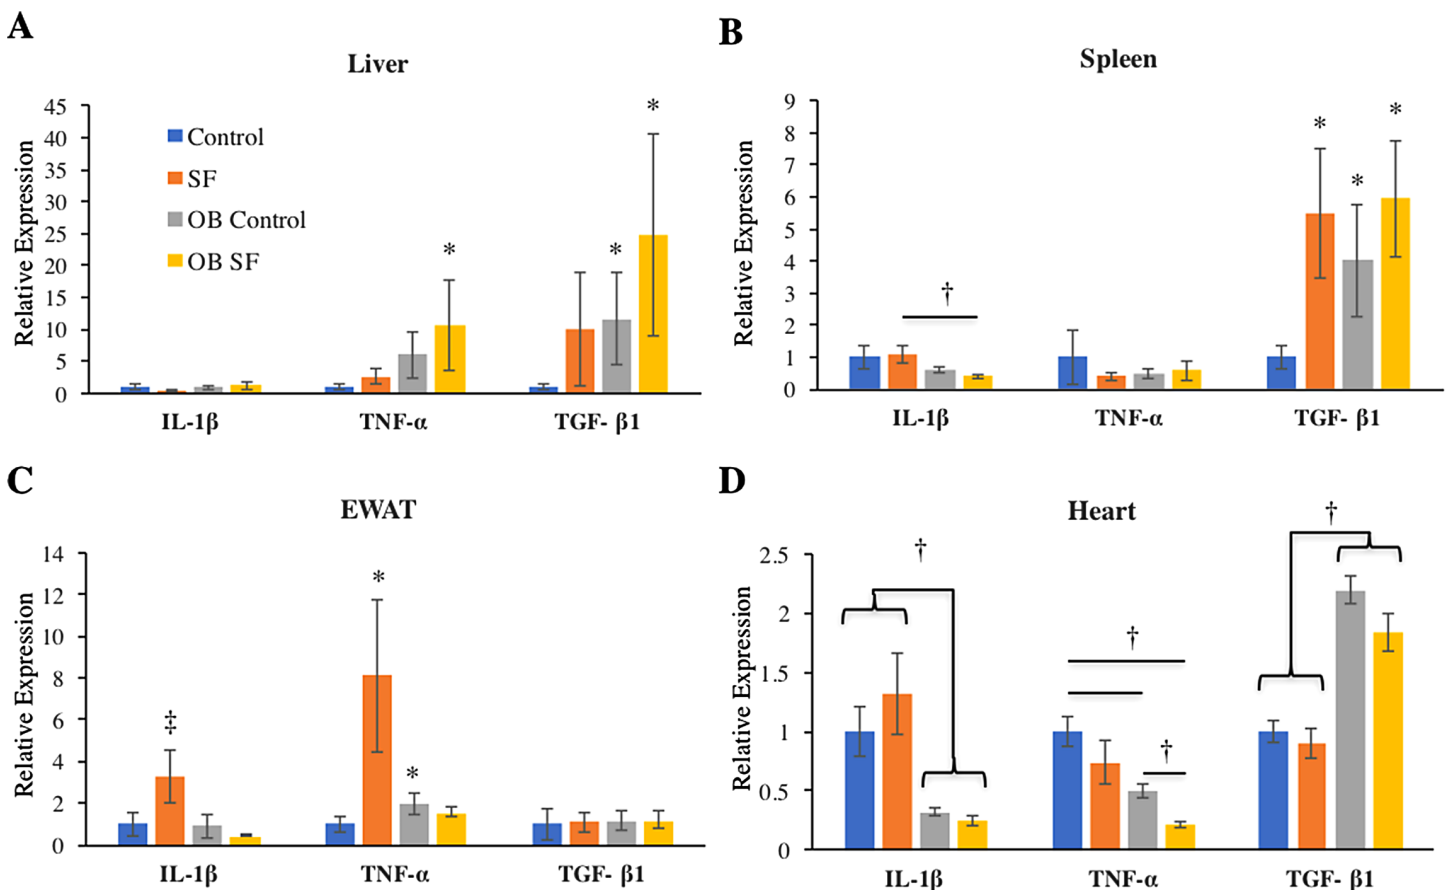 A
Liver
Relative Expression
45
40
35
30
25
20
15
10
5
0
Control
SF
OB Control
OB SF
*
*
*
IL-1β
TNF-α
TGF- β1
B
Spleen
Relative Expression
9
8
7
6
5
4
3
2
1
0
†
*
*
*
IL-1β
TNF-α
TGF- β1
C
EWAT
Relative Expression
14
12
10
8
6
4
2
0
‡
*
*
IL-1β
TNF-α
TGF- β1
D
Heart
Relative Expression
2.5
2
1.5
1
0.5
0
†
†
†
†
IL-1β
TNF-α
TGF- β1